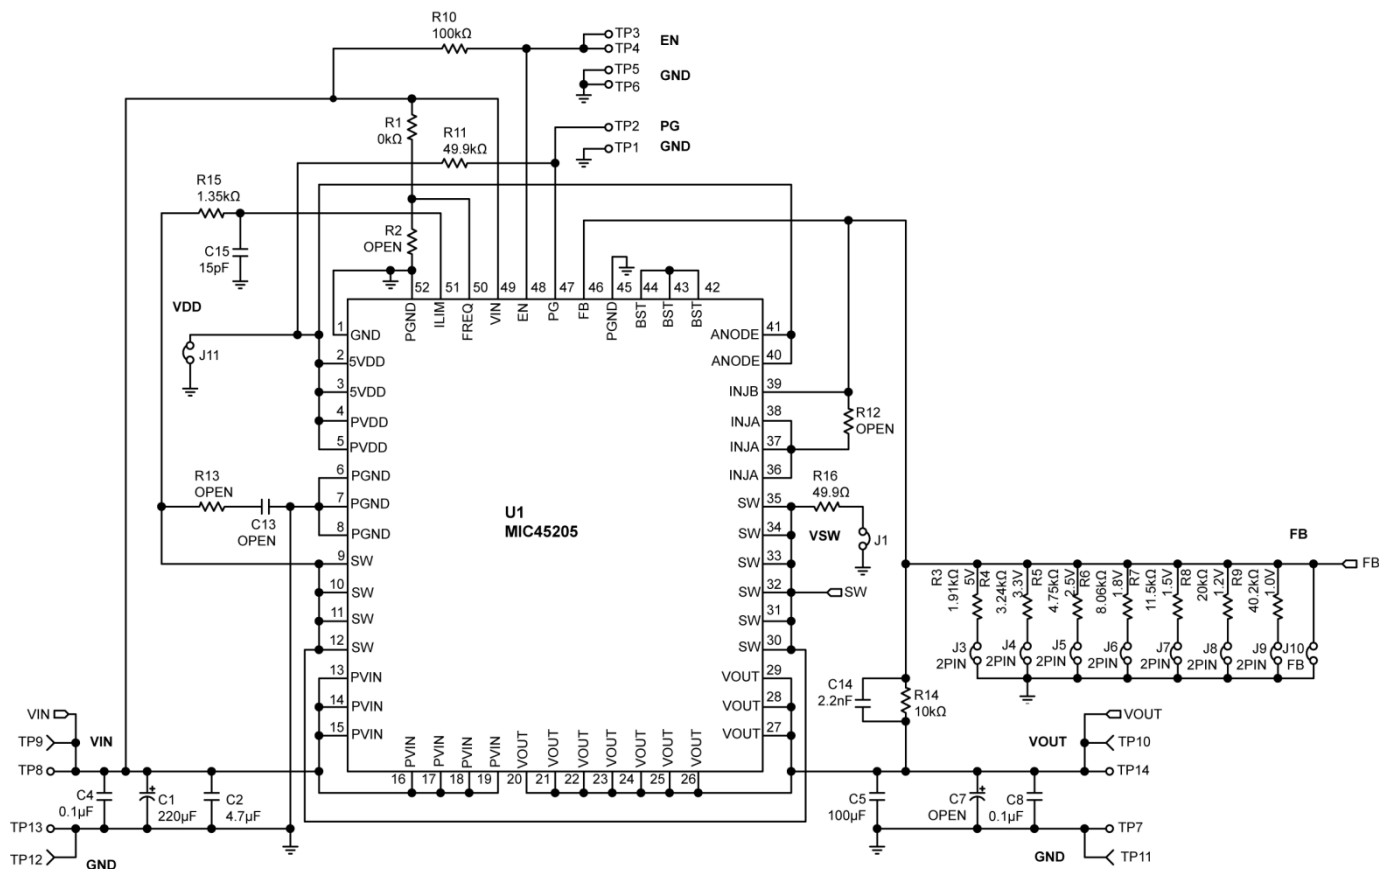 R10
100kΩ
TP3
TP4
EN
TP5
TP6
GND
R1
0kΩ
R11
49.9kΩ
TP2
PG
TP1
GND
R15
1.35kΩ
C15
15pF
R2
OPEN
VDD
J11
52
51
50
49
48
47
46
45
44
43
42
PGND
ILIM
FREQ
VIN
EN
PG
FB
PGND
BST
BST
BST
1
GND
2
5VDD
3
5VDD
4
PVDD
5
PVDD
6
PGND
7
PGND
8
PGND
9
SW
10
SW
11
SW
12
SW
13
PVIN
14
PVIN
15
PVIN
R13
OPEN
C13
OPEN
U1
MIC45205
ANODE
41
ANODE
40
INJB
39
INJA
38
INJA
37
INJA
36
SW
35
SW
34
SW
33
SW
32
SW
31
SW
30
VOUT
29
VOUT
28
VOUT
27
R12
OPEN
R16
49.9Ω
VSW
J1
SW
FB
FB
R3
1.91kΩ
5V
R4
3.24kΩ
3.3V
R5
4.75kΩ
2.5V
R6
8.06kΩ
1.8V
R7
11.5kΩ
1.5V
R8
20kΩ
1.2V
R9
40.2kΩ
1.0V
J3
2PIN
J4
2PIN
J5
2PIN
J6
2PIN
J7
2PIN
J8
2PIN
J9
2PIN
J10
FB
C14
2.2nF
R14
10kΩ
PVIN
PVIN
PVIN
PVIN
VOUT
VOUT
VOUT
VOUT
VOUT
VOUT
VOUT
16
17
18
19
20
21
22
23
24
25
26
VIN
TP9
VIN
TP8
C4
0.1µF
C1
220µF
C2
4.7µF
TP13
TP12
GND
VOUT
VOUT
TP10
TP14
C5
100µF
C7
OPEN
C8
0.1µF
TP7
GND
TP11